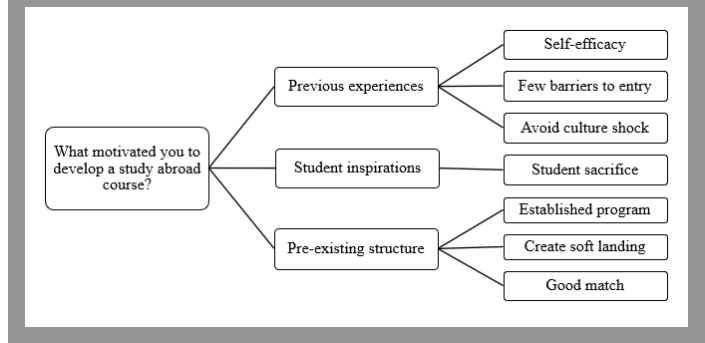 What motivated you to
develop a study abroad
course?
Previous experiences
Self-efficacy
Few barriers to entry
Avoid culture shock
Student inspirations
Student sacrifice
Pre-existing structure
Established program
Create soft landing
Good match